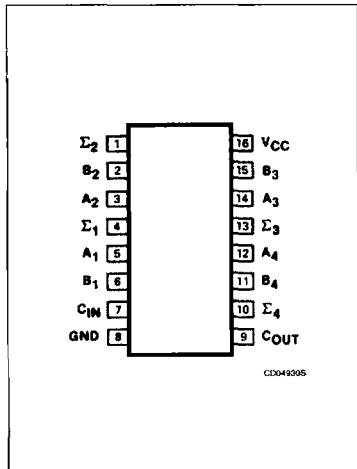 Σ2 1 16 VCC
B2 2 15 B3
A2 3 14 A3
Σ1 4 13 Σ3
A1 5 12 A4
B1 6 11 B4
CIN 7 10 Σ4
GND 8 9 COUT
CD04930S